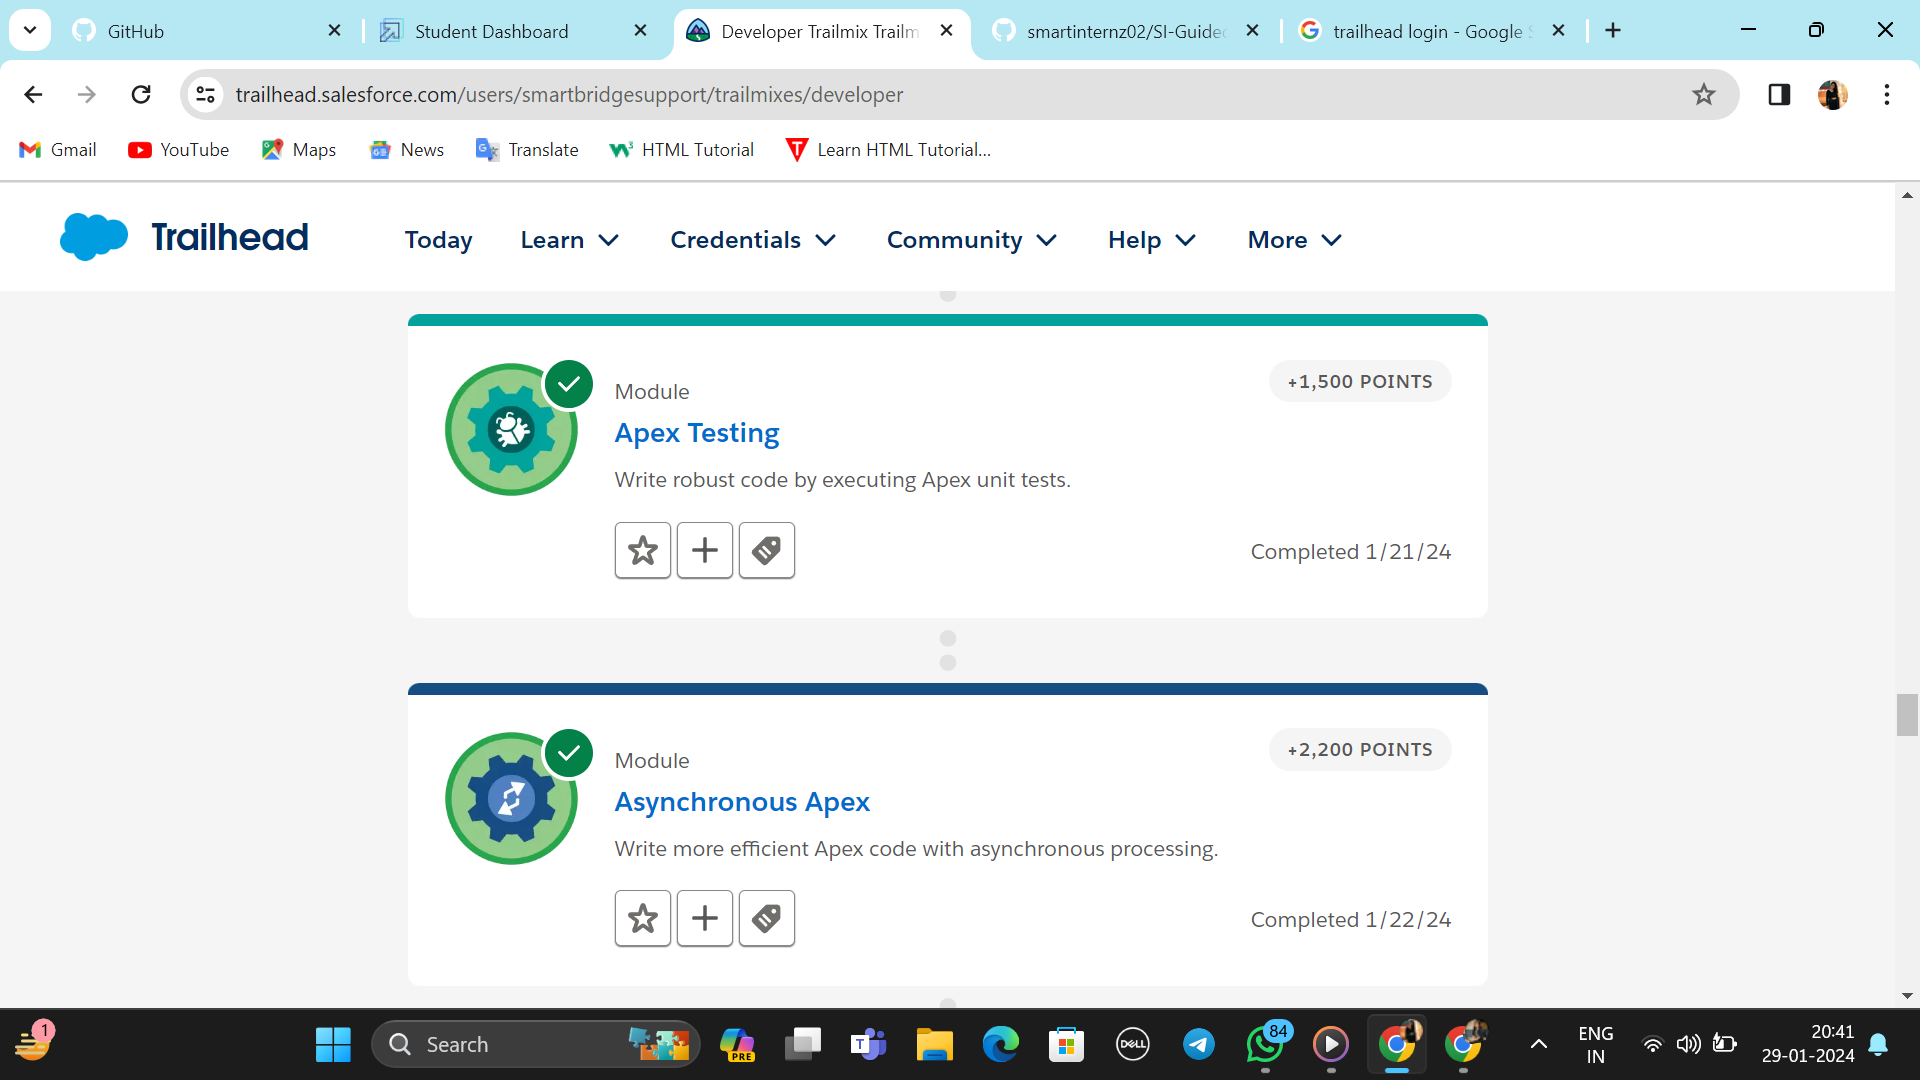 GitHub
Student Dashboard
Developer Trailmix Trailm
smartinternz02/SI-Guide
trailhead login - Google
trailhead.salesforce.com/users/smartbridgesupport/trailmixes/developer
Gmail
YouTube
Maps
News
Translate
HTML Tutorial
Learn HTML Tutorial...
Trailhead
Today
Learn
Credentials
Community
Help
More
Module
+1,500 POINTS
Apex Testing
Write robust code by executing Apex unit tests.
Completed 1/21/24
Module
+2,200 POINTS
Asynchronous Apex
Write more efficient Apex code with asynchronous processing.
Completed 1/22/24
1
Search
PRE
T
DELL
84
ENG
IN
20:41
29-01-2024